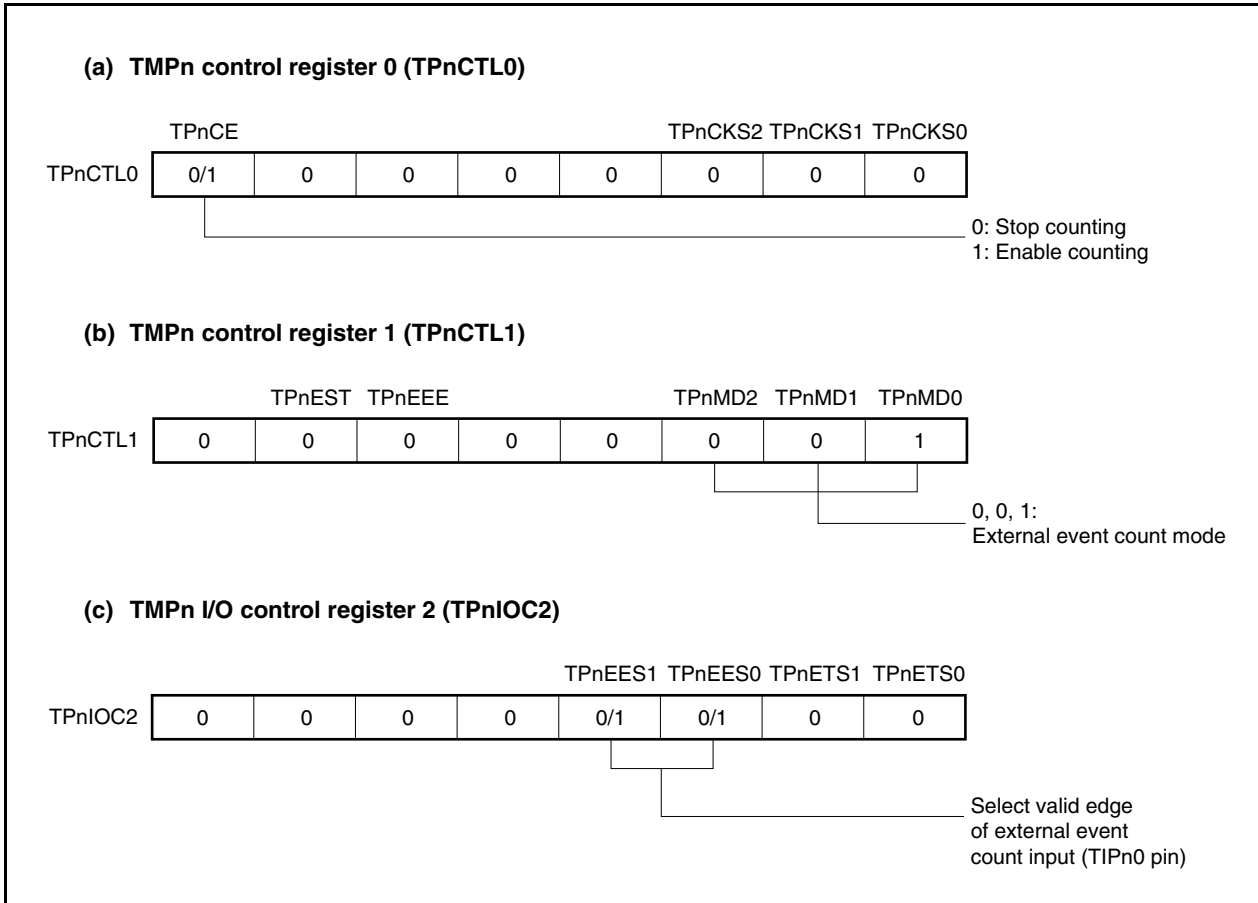 (a) TMPn control register 0 (TPnCTL0)
TPnCE TPnCKS2 TPnCKS1 TPnCKS0
TPnCTL0 0/1 0 0 0 0 0 0 0
0: Stop counting
1: Enable counting
(b) TMPn control register 1 (TPnCTL1)
TPnEST TPnEEE TPnMD2 TPnMD1 TPnMD0
TPnCTL1 0 0 0 0 0 0 0 1
0, 0, 1:
External event count mode
(c) TMPn I/O control register 2 (TPnIOC2)
TPnEES1 TPnEES0 TPnETS1 TPnETS0
TPnIOC2 0 0 0 0 0/1 0/1 0 0
Select valid edge
of external event
count input (TIPn0 pin)